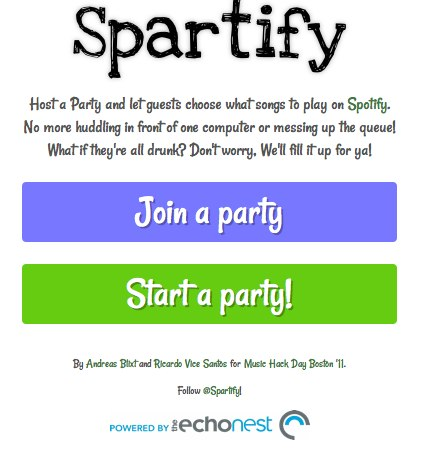 Spartify
Host a Party and let guests choose what songs to play on Spotify.
No more huddling in front of one computer or messing up the queue!
What if they're all drunk? Don't worry, We'll fill it up for ya!
Join a party
Start a party!
By Andreas Blixt and Ricardo Vice Santos for Music Hack Day Boston '11.
Follow @Spartify!
POWERED BY the echonest